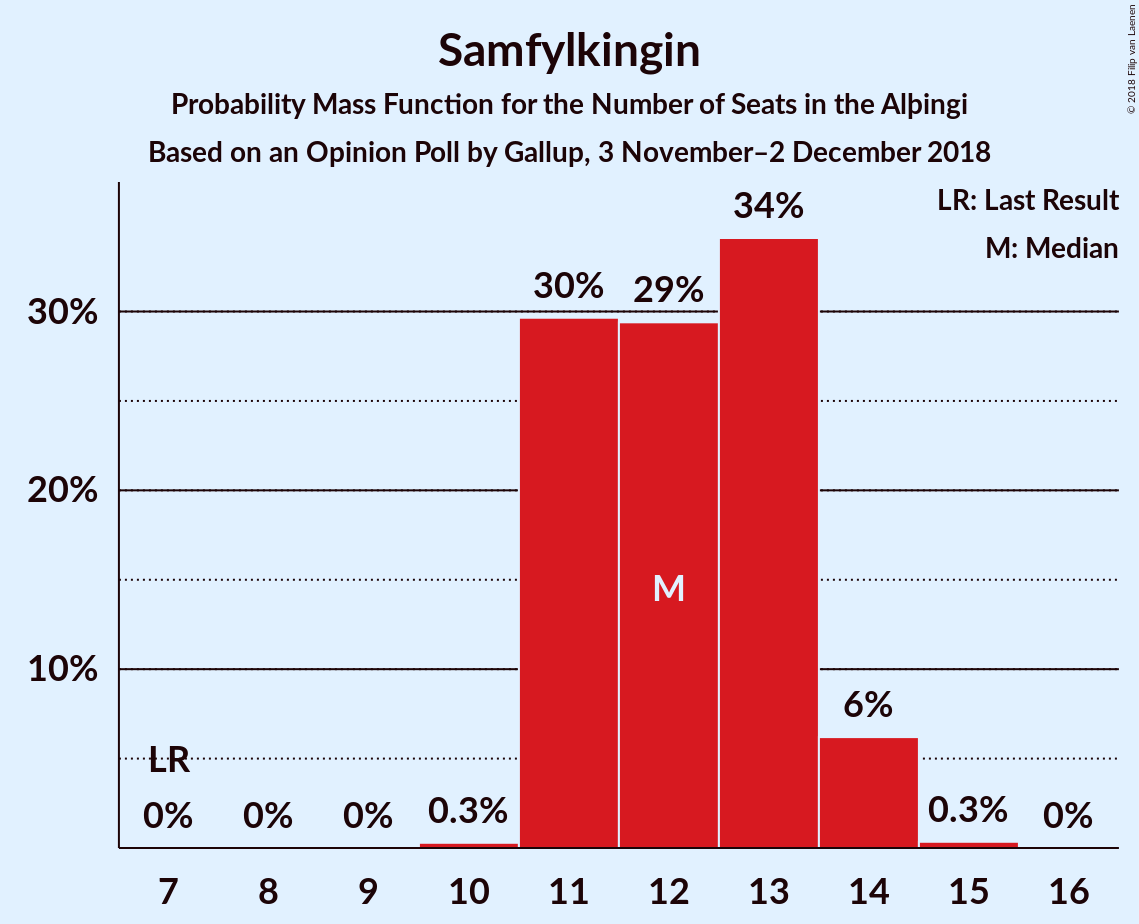 Samfylkingin
Probability Mass Function for the Number of Seats in the Alþingi
Based on an Opinion Poll by Gallup, 3 November–2 December 2018
© 2018 Filip van Laenen
LR: Last Result
M: Median
30%
20%
10%
LR
0%
0%
0%
0.3%
30%
29%
34%
6%
0.3%
0%
M
7
8
9
10
11
12
13
14
15
16